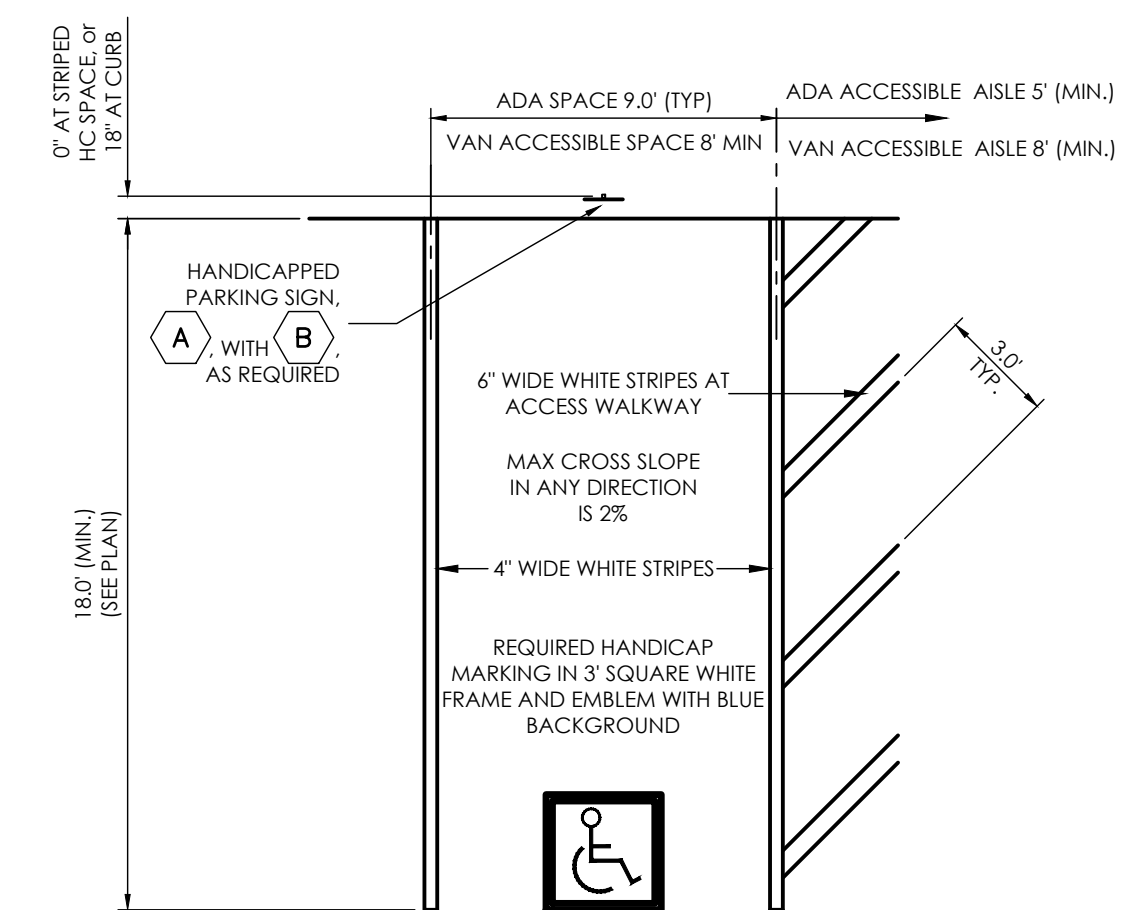 0" AT STRIPED
HC SPACE, or
18" AT CURB
ADA SPACE 9.0' (TYP)
VAN ACCESSIBLE SPACE 8' MIN
ADA ACCESSIBLE AISLE 5' (MIN.)
VAN ACCESSIBLE AISLE 8' (MIN.)
HANDICAPPED
PARKING SIGN,
A, WITH B,
AS REQUIRED
3.0'
TYP.
6" WIDE WHITE STRIPES AT
ACCESS WALKWAY
MAX CROSS SLOPE
IN ANY DIRECTION
IS 2%
18.0' (MIN.)
(SEE PLAN)
4" WIDE WHITE STRIPES
REQUIRED HANDICAP
MARKING IN 3' SQUARE WHITE
FRAME AND EMBLEM WITH BLUE
BACKGROUND